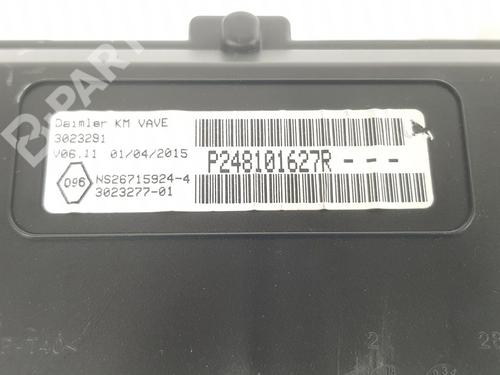 B-PARTS
Daimler KM VAVE
3023291
V06.11 01/04/2015
P248101627R - - -
096
NS26715924-4
3023277-01